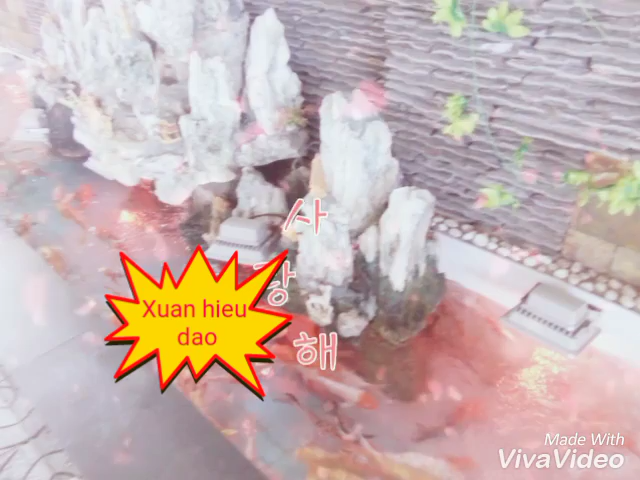 사
랑
해
Xuan hieu
dao
Made With
VivaVideo